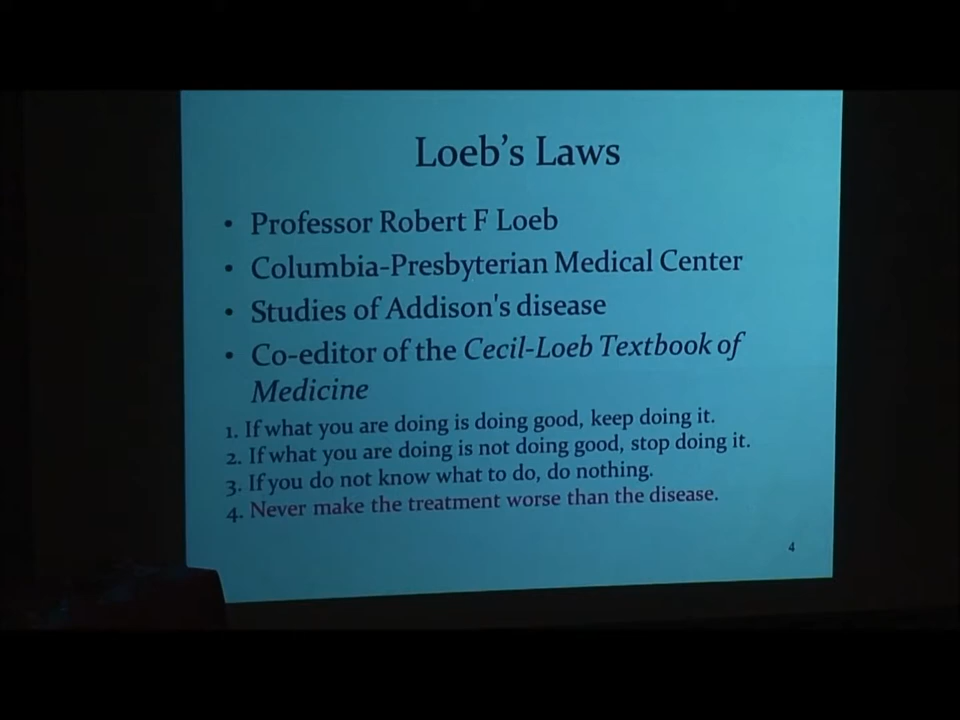 Loeb's Laws
• Professor Robert F Loeb
• Columbia-Presbyterian Medical Center
• Studies of Addison's disease
• Co-editor of the Cecil-Loeb Textbook of
Medicine
1. If what you are doing is doing good, keep doing it.
2. If what you are doing is not doing good, stop doing it.
3. If you do not know what to do, do nothing.
4. Never make the treatment worse than the disease.
4